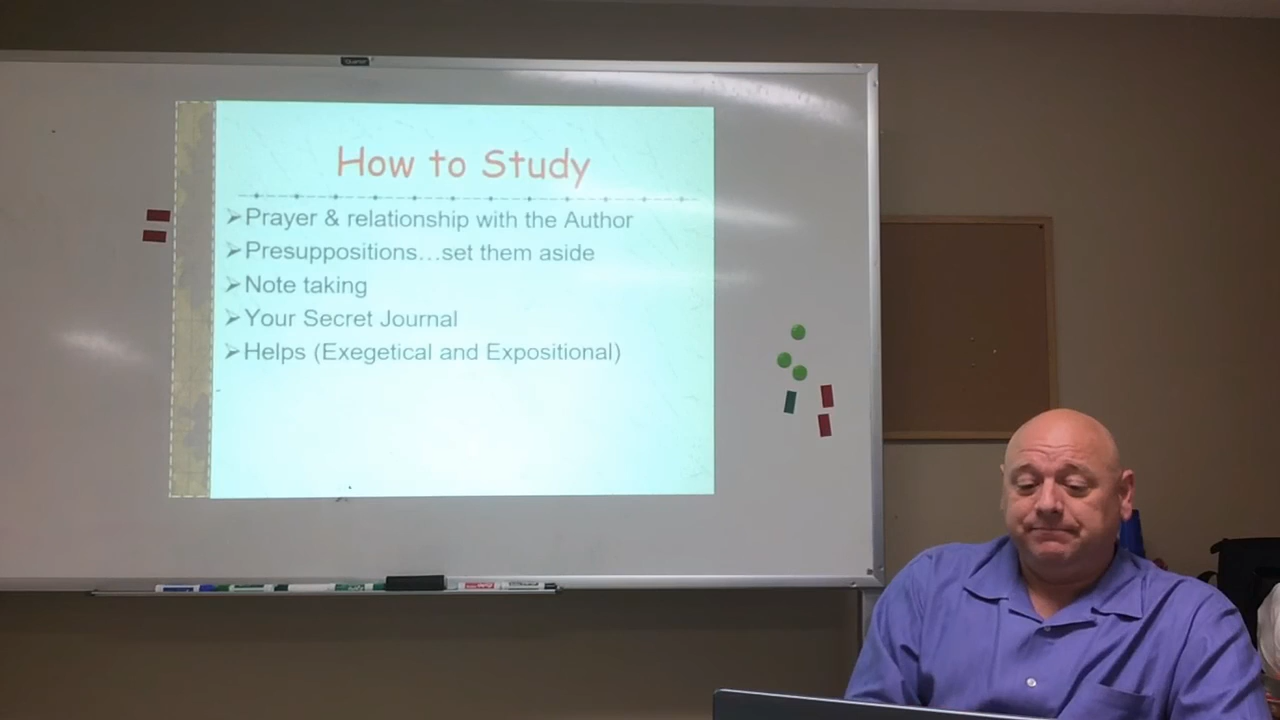 How to Study
➢Prayer & relationship with the Author
➢Presuppositions…set them aside
➢Note taking
➢Your Secret Journal
➢Helps (Exegetical and Expositional)